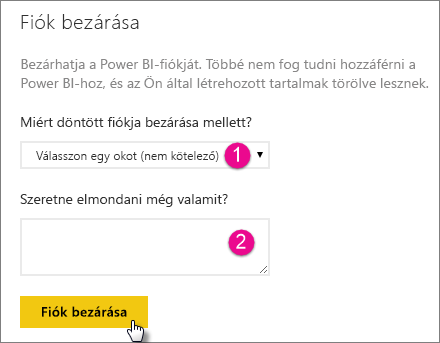 Fiók bezárása
Bezárhatja a Power BI-fiókját. Többé nem fog tudni hozzáférni a
Power BI-hoz, és az Ön által létrehozott tartalmak törölve lesznek.
Miért döntött fiókja bezárása mellett?
Válasszon egy okot (nem kötelező) 1
Szeretne elmondani még valamit?
2
Fiók bezárása